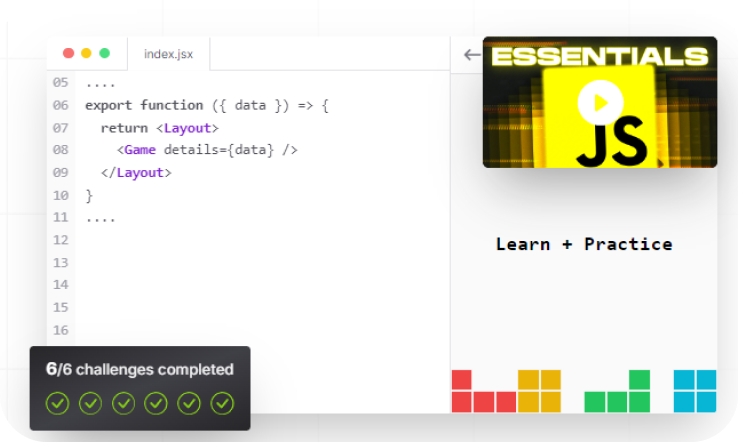 index.jsx
05 ....
06 export function ({ data }) => {
07 return <Layout>
08 <Game details={data} />
09 </Layout>
10 }
11 ....
12
13
14
15
16
ESSENTIALS
JS
Learn + Practice
6/6 challenges completed